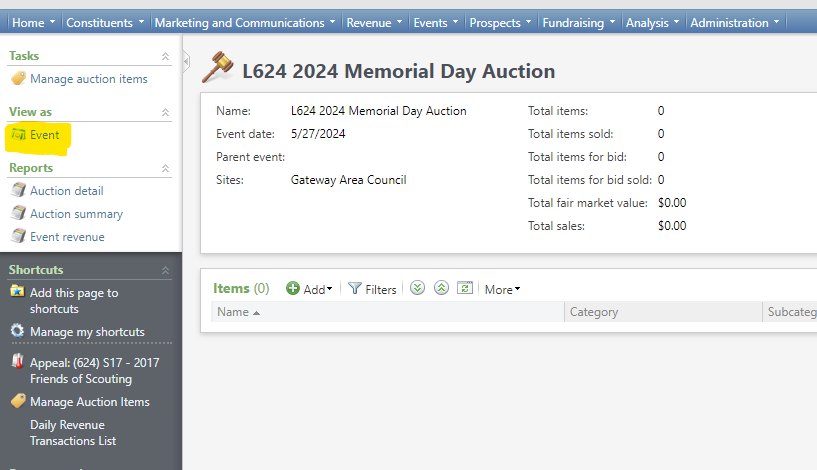 Home Constituents Marketing and Communications Revenue Events Prospects Fundraising Analysis Administration
Tasks
Manage auction items
View as
Event
Reports
Auction detail
Auction summary
Event revenue
Shortcuts
Add this page to
shortcuts
Manage my shortcuts
Appeal: (624) S17 - 2017
Friends of Scouting
Manage Auction Items
Daily Revenue
Transactions List
L624 2024 Memorial Day Auction
Name: L624 2024 Memorial Day Auction
Event date: 5/27/2024
Parent event:
Sites: Gateway Area Council
Total items: 0
Total items sold: 0
Total items for bid: 0
Total items for bid sold: 0
Total fair market value: $0.00
Total sales: $0.00
Items (0) Add Filters More
Name Category Subcateg